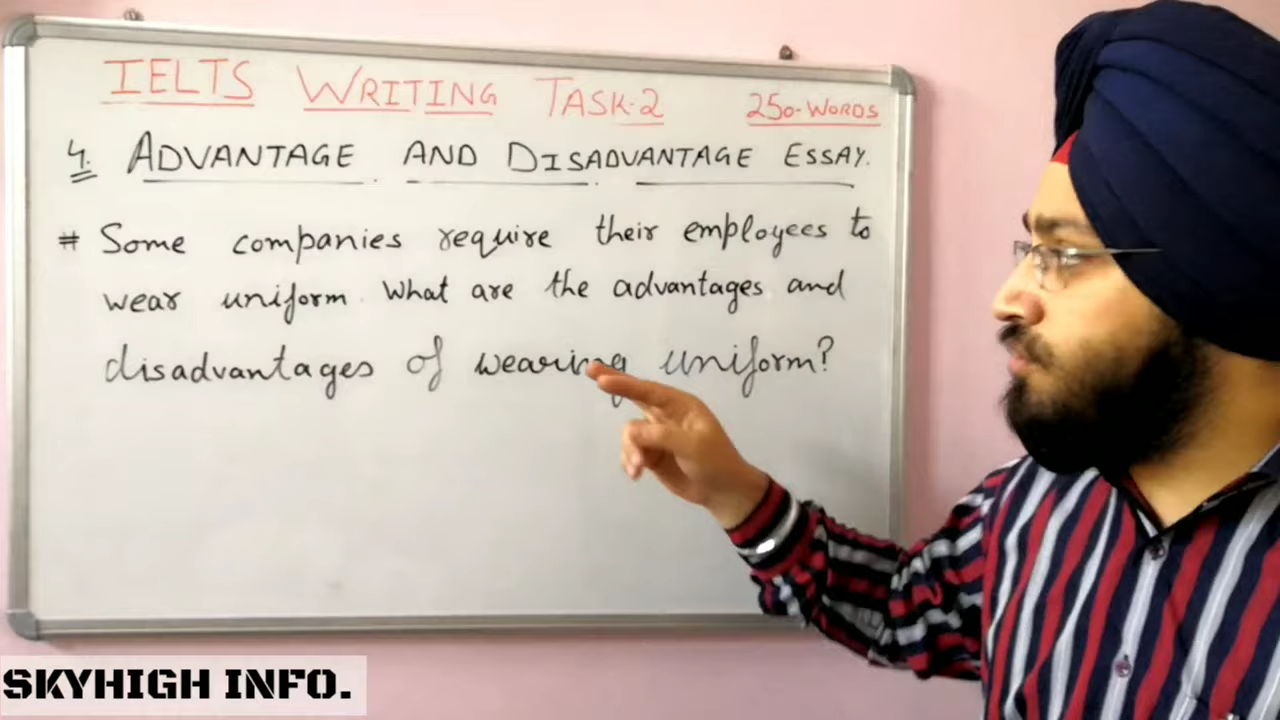 IELTS WRITING TASK-2 250-WORDS
4. ADVANTAGE AND DISADVANTAGE ESSAY.
# Some companies require their employees to
wear uniform. What are the advantages and
disadvantages of wearing uniform?
SKYHIGH INFO.